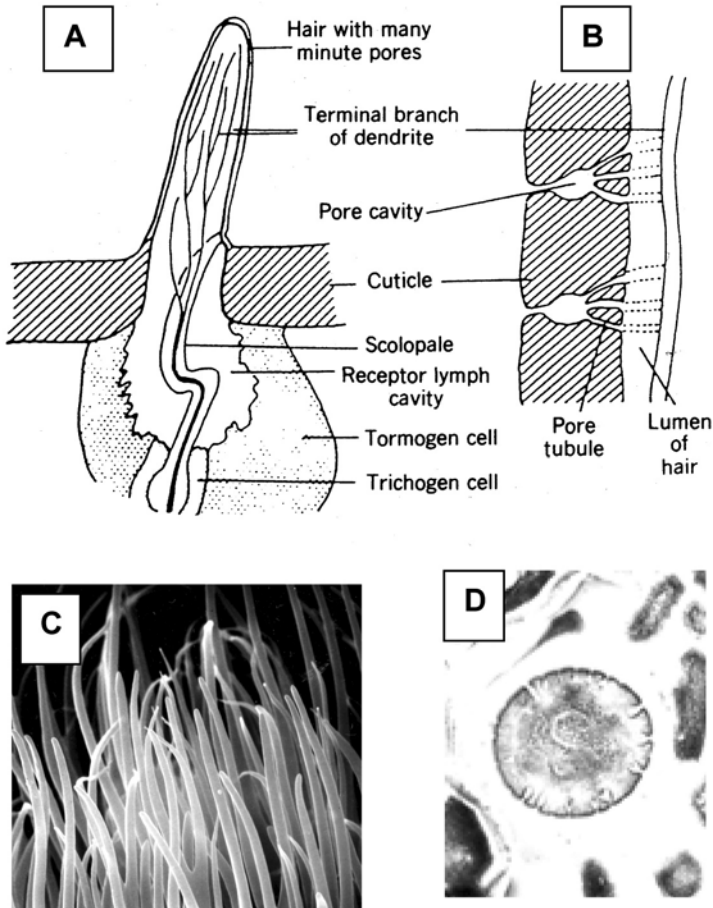 A
Hair with many
minute pores
Terminal branch
of dendrite
Pore cavity
Cuticle
Scolopale
Receptor lymph
cavity
Tormogen cell
Trichogen cell
B
Pore
tubule
Lumen
of
hair
C
D